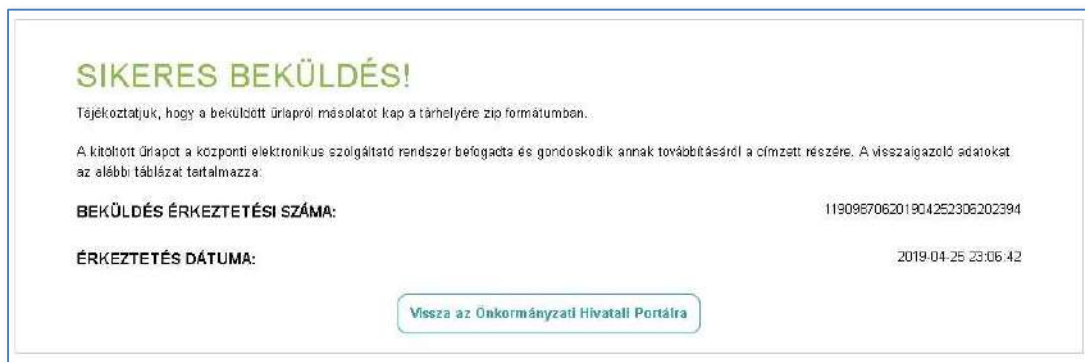 SIKERES BEKÜLDÉS!
Tájékoztatjuk, hogy a beküldött űrlapról másolatot kap a tárhelyére zip formátumban.
A kitöltött űrlapot a központi elektronikus szolgáltató rendszer befogadta és gondoskodik annak továbbításáról a címzett részére. A visszaigazoló adatokat
az alábbi táblázat tartalmazza:
BEKÜLDÉS ÉRKEZTETÉSI SZÁMA:
119098706201904252306202394
ÉRKEZTETÉS DÁTUMA:
2019-04-25 23:06:42
Vissza az Önkormányzati Hivatali Portálra